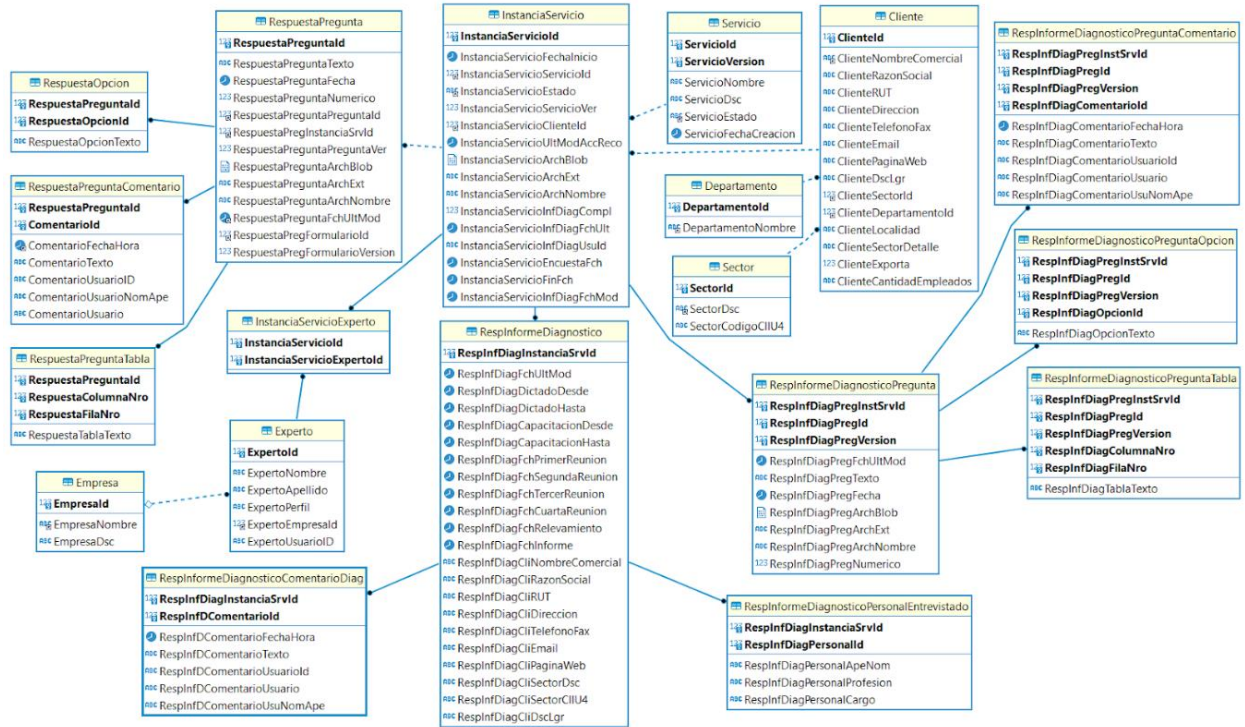 RespuestaPregunta
RespuestaPreguntaId
RespuestaPreguntaTexto
RespuestaPreguntaFecha
RespuestaPreguntaNumerico
RespuestaPreguntaPreguntaId
RespuestaPregInstanciaSrvId
RespuestaPreguntaPreguntaVer
RespuestaPreguntaArchBlob
RespuestaPreguntaArchExt
RespuestaPreguntaArchNombre
RespuestaPreguntaFchUltMod
RespuestaPregFormularioId
RespuestaPregFormularioVersion
InstanciaServicio
InstanciaServicioId
InstanciaServicioFechaInicio
InstanciaServicioServicioId
InstanciaServicioEstado
InstanciaServicioServicioVer
InstanciaServicioClienteId
InstanciaServicioUltModAccReco
InstanciaServicioArchBlob
InstanciaServicioArchExt
InstanciaServicioArchNombre
InstanciaServicioInfDiagCompl
InstanciaServicioInfDiagFchUlt
InstanciaServicioInfDiagUsuId
InstanciaServicioEncuestaFch
InstanciaServicioFinFch
InstanciaServicioInfDiagFchMod
Servicio
ServicioId
ServicioVersion
ServicioNombre
ServicioDsc
ServicioEstado
ServicioFechaCreacion
Cliente
ClienteId
ClienteNombreComercial
ClienteRazonSocial
ClienteRUT
ClienteDireccion
ClienteTelefonoFax
ClienteEmail
ClientePaginaWeb
ClienteDscLgr
ClienteSectorId
ClienteDepartamentoId
ClienteLocalidad
ClienteSectorDetalle
ClienteExporta
ClienteCantidadEmpleados
RespInformeDiagnosticoPreguntaComentario
RespInfDiagPregInstSrvId
RespInfDiagPregId
RespInfDiagPregVersion
RespInfDiagComentarioId
RespInfDiagComentarioFechaHora
RespInfDiagComentarioTexto
RespInfDiagComentarioUsuarioId
RespInfDiagComentarioUsuario
RespInfDiagComentarioUsuNomApe
RespuestaOpcion
RespuestaPreguntaId
RespuestaOpcionId
RespuestaOpcionTexto
RespuestaPreguntaComentario
RespuestaPreguntaId
ComentarioId
ComentarioFechaHora
ComentarioTexto
ComentarioUsuarioID
ComentarioUsuarioNomApe
ComentarioUsuario
Departamento
DepartamentoId
DepartamentoNombre
Sector
SectorId
SectorDsc
SectorCodigoCIIU4
RespInformeDiagnosticoPreguntaOpcion
RespInfDiagPregInstSrvId
RespInfDiagPregId
RespInfDiagPregVersion
RespInfDiagOpcionId
RespInfDiagOpcionTexto
InstanciaServicioExperto
InstanciaServicioId
InstanciaServicioExpertoId
RespuestaPreguntaTabla
RespuestaPreguntaId
RespuestaColumnaNro
RespuestaFilaNro
RespuestaTablaTexto
RespInformeDiagnostico
RespInfDiagInstanciaSrvId
RespInfDiagFchUltMod
RespInfDiagDictadoDesde
RespInfDiagDictadoHasta
RespInfDiagCapacitacionDesde
RespInfDiagCapacitacionHasta
RespInfDiagFchPrimerReunion
RespInfDiagFchSegundaReunion
RespInfDiagFchTercerReunion
RespInfDiagFchCuartaReunion
RespInfDiagFchRelevamiento
RespInfDiagFchInforme
RespInfDiagCliNombreComercial
RespInfDiagCliRazonSocial
RespInfDiagCliRUT
RespInfDiagCliDireccion
RespInfDiagCliTelefonoFax
RespInfDiagCliEmail
RespInfDiagCliPaginaWeb
RespInfDiagCliSectorDsc
RespInfDiagCliSectorCIIU4
RespInfDiagCliDscLgr
RespInformeDiagnosticoPregunta
RespInfDiagPregInstSrvId
RespInfDiagPregId
RespInfDiagPregVersion
RespInfDiagPregFchUltMod
RespInfDiagPregTexto
RespInfDiagPregFecha
RespInfDiagPregArchBlob
RespInfDiagPregArchExt
RespInfDiagPregArchNombre
RespInfDiagPregNumerico
RespInformeDiagnosticoPreguntaTabla
RespInfDiagPregInstSrvId
RespInfDiagPregId
RespInfDiagPregVersion
RespInfDiagColumnaNro
RespInfDiagFilaNro
RespInfDiagTablaTexto
Experto
ExpertoId
ExpertoNombre
ExpertoApellido
ExpertoPerfil
ExpertoEmpresaId
ExpertoUsuarioID
Empresa
EmpresaId
EmpresaNombre
EmpresaDsc
RespInformeDiagnosticoComentarioDiag
RespInfDiagInstanciaSrvId
RespInfDComentarioId
RespInfDComentarioFechaHora
RespInfDComentarioTexto
RespInfDComentarioUsuarioId
RespInfDComentarioUsuario
RespInfDComentarioUsuNomApe
RespInformeDiagnosticoPersonalEntrevistado
RespInfDiagInstanciaSrvId
RespInfDiagPersonalId
RespInfDiagPersonalApeNom
RespInfDiagPersonalProfesion
RespInfDiagPersonalCargo